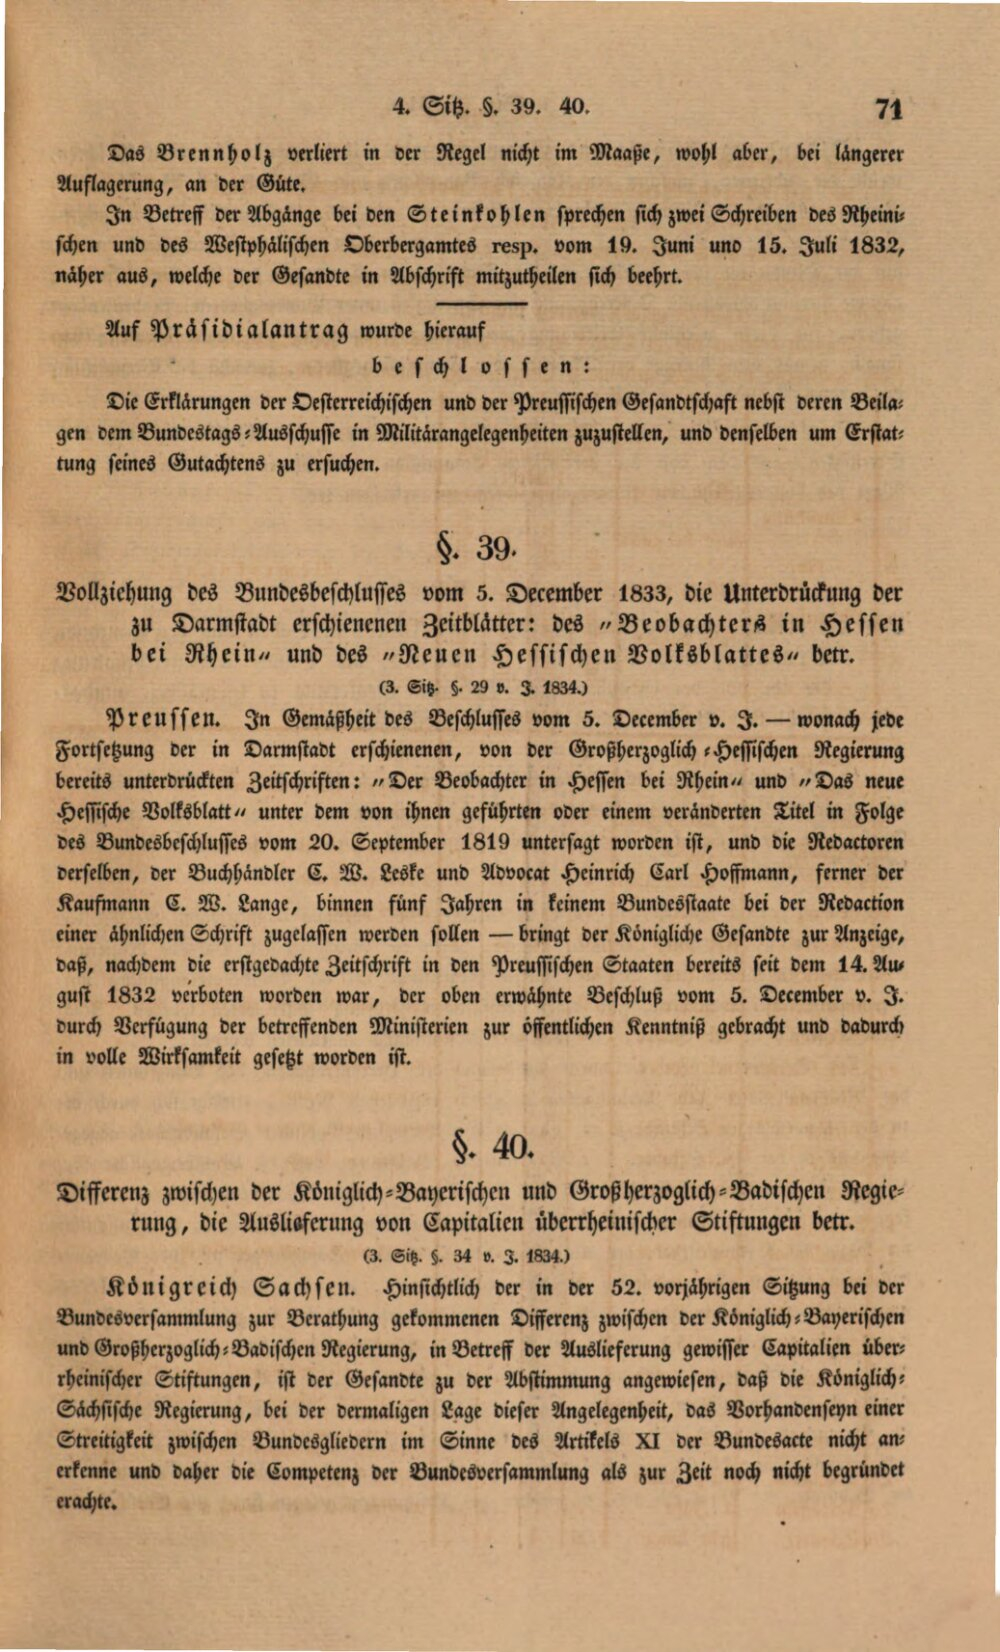 4. Sitz. §. 39. 40. 71
Das Brennholz verliert in der Regel nicht im Maaße, wohl aber, bei längerer
Auflagerung, an der Güte.
In Betreff der Abgänge bei den Steinkohlen sprechen sich zwei Schreiben des Rheini-
schen und des Westphälischen Oberbergamtes resp. vom 19. Juni uno 15. Juli 1832,
näher aus, welche der Gesandte in Abschrift mitzutheilen sich beehrt.
Auf Präsidialantrag wurde hierauf
beschlossen:
Die Erklärungen der Oesterreichischen und der Preussischen Gesandtschaft nebst deren Beila-
gen dem Bundestags-Ausschusse in Militärangelegenheiten zuzustellen, und denselben um Erstat-
tung seines Gutachtens zu ersuchen.
§. 39.
Vollziehung des Bundesbeschlusses vom 5. December 1833, die Unterdrückung der
zu Darmstadt erschienenen Zeitblätter: des „Beobachters in Hessen
bei Rhein„ und des „Neuen Hessischen Volksblattes„ betr.
(3. Sitz. §. 29 v. J. 1834.)
Preussen. In Gemäßheit des Beschlusses vom 5. December v. J. — wonach jede
Fortsetzung der in Darmstadt erschienenen, von der Großherzoglich-Hessischen Regierung
bereits unterdrückten Zeitschriften: „Der Beobachter in Hessen bei Rhein„ und „Das neue
Hessische Volksblatt„ unter dem von ihnen geführten oder einem veränderten Titel in Folge
des Bundesbeschlusses vom 20. September 1819 untersagt worden ist, und die Redactoren
derselben, der Buchhändler C. W. Leske und Advocat Heinrich Carl Hoffmann, ferner der
Kaufmann C. W. Lange, binnen fünf Jahren in keinem Bundesstaate bei der Redaction
einer ähnlichen Schrift zugelassen werden sollen — bringt der Königliche Gesandte zur Anzeige,
daß, nachdem die erstgedachte Zeitschrift in den Preussischen Staaten bereits seit dem 14. Au-
gust 1832 verboten worden war, der oben erwähnte Beschluß vom 5. December v. J.
durch Verfügung der betreffenden Ministerien zur öffentlichen Kenntniß gebracht und dadurch
in volle Wirksamkeit gesetzt worden ist.
§. 40.
Differenz zwischen der Königlich-Bayerischen und Großherzoglich-Badischen Regie-
rung, die Auslieferung von Capitalien überrheinischer Stiftungen betr.
(3. Sitz. §. 34 v. J. 1834.)
Königreich Sachsen. Hinsichtlich der in der 52. vorjährigen Sitzung bei der
Bundesversammlung zur Berathung gekommenen Differenz zwischen der Königlich-Bayerischen
und Großherzoglich-Badischen Regierung, in Betreff der Auslieferung gewisser Capitalien über-
rheinischer Stiftungen, ist der Gesandte zu der Abstimmung angewiesen, daß die Königlich-
Sächsische Regierung, bei der dermaligen Lage dieser Angelegenheit, das Vorhandenseyn einer
Streitigkeit zwischen Bundesgliedern im Sinne des Artikels XI der Bundesacte nicht an-
erkenne und daher die Competenz der Bundesversammlung als zur Zeit noch nicht begründet
erachte.